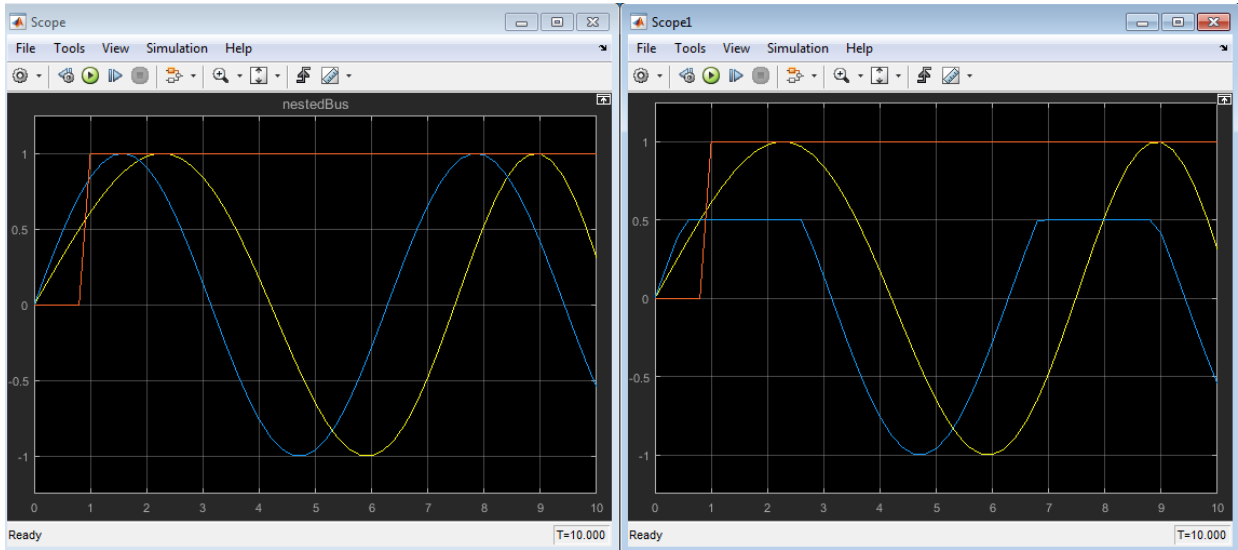 Scope
File Tools View Simulation Help
nestedBus
1
0.5
0
-0.5
-1
0 1 2 3 4 5 6 7 8 9 10
Ready T=10.000
Scope1
File Tools View Simulation Help
1
0.5
0
-0.5
-1
0 1 2 3 4 5 6 7 8 9 10
Ready T=10.000